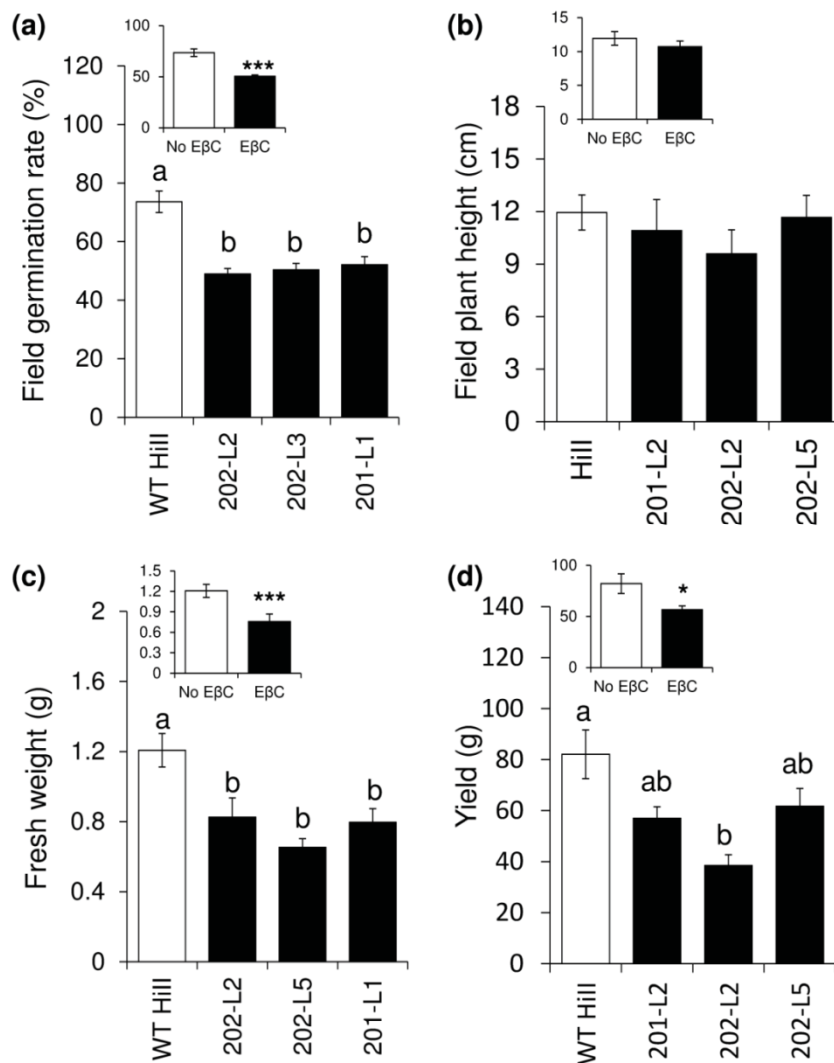 (a)
Field germination rate (%)
120
100
80
60
40
20
0
100
50
0
***
No EβC
EβC
a
b
b
b
WT Hill
202-L2
202-L3
201-L1
(b)
Field plant height (cm)
18
15
12
9
6
3
0
15
10
5
0
No EβC
EβC
Hill
201-L2
202-L2
202-L5
(c)
Fresh weight (g)
2
1.6
1.2
0.8
0.4
0
1.5
1.2
0.9
0.6
0.3
0
***
No EβC
EβC
a
b
b
b
WT Hill
202-L2
202-L5
201-L1
(d)
Yield (g)
140
120
100
80
60
40
20
0
100
50
0
*
No EβC
EβC
a
ab
b
ab
WT Hill
201-L2
202-L2
202-L5